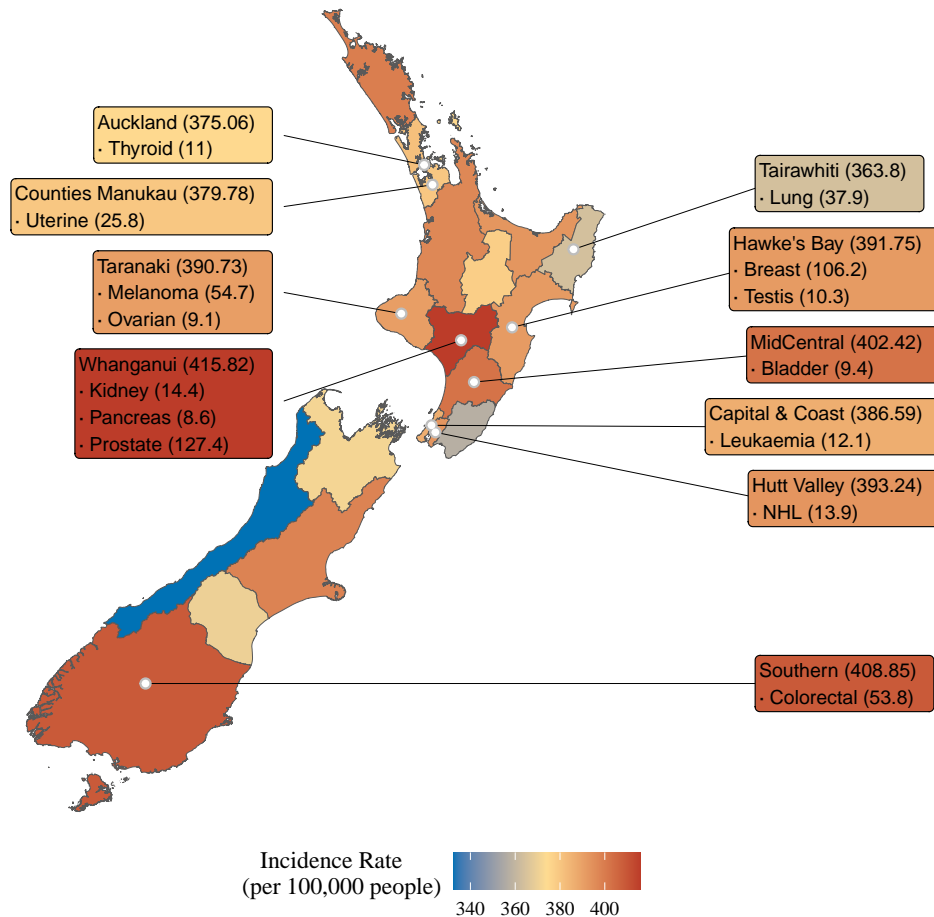 Auckland (375.06)
· Thyroid (11)
Counties Manukau (379.78)
· Uterine (25.8)
Taranaki (390.73)
· Melanoma (54.7)
· Ovarian (9.1)
Whanganui (415.82)
· Kidney (14.4)
· Pancreas (8.6)
· Prostate (127.4)
Tairawhiti (363.8)
· Lung (37.9)
Hawke's Bay (391.75)
· Breast (106.2)
· Testis (10.3)
MidCentral (402.42)
· Bladder (9.4)
Capital & Coast (386.59)
· Leukaemia (12.1)
Hutt Valley (393.24)
· NHL (13.9)
Southern (408.85)
· Colorectal (53.8)
Incidence Rate
(per 100,000 people)
340 360 380 400